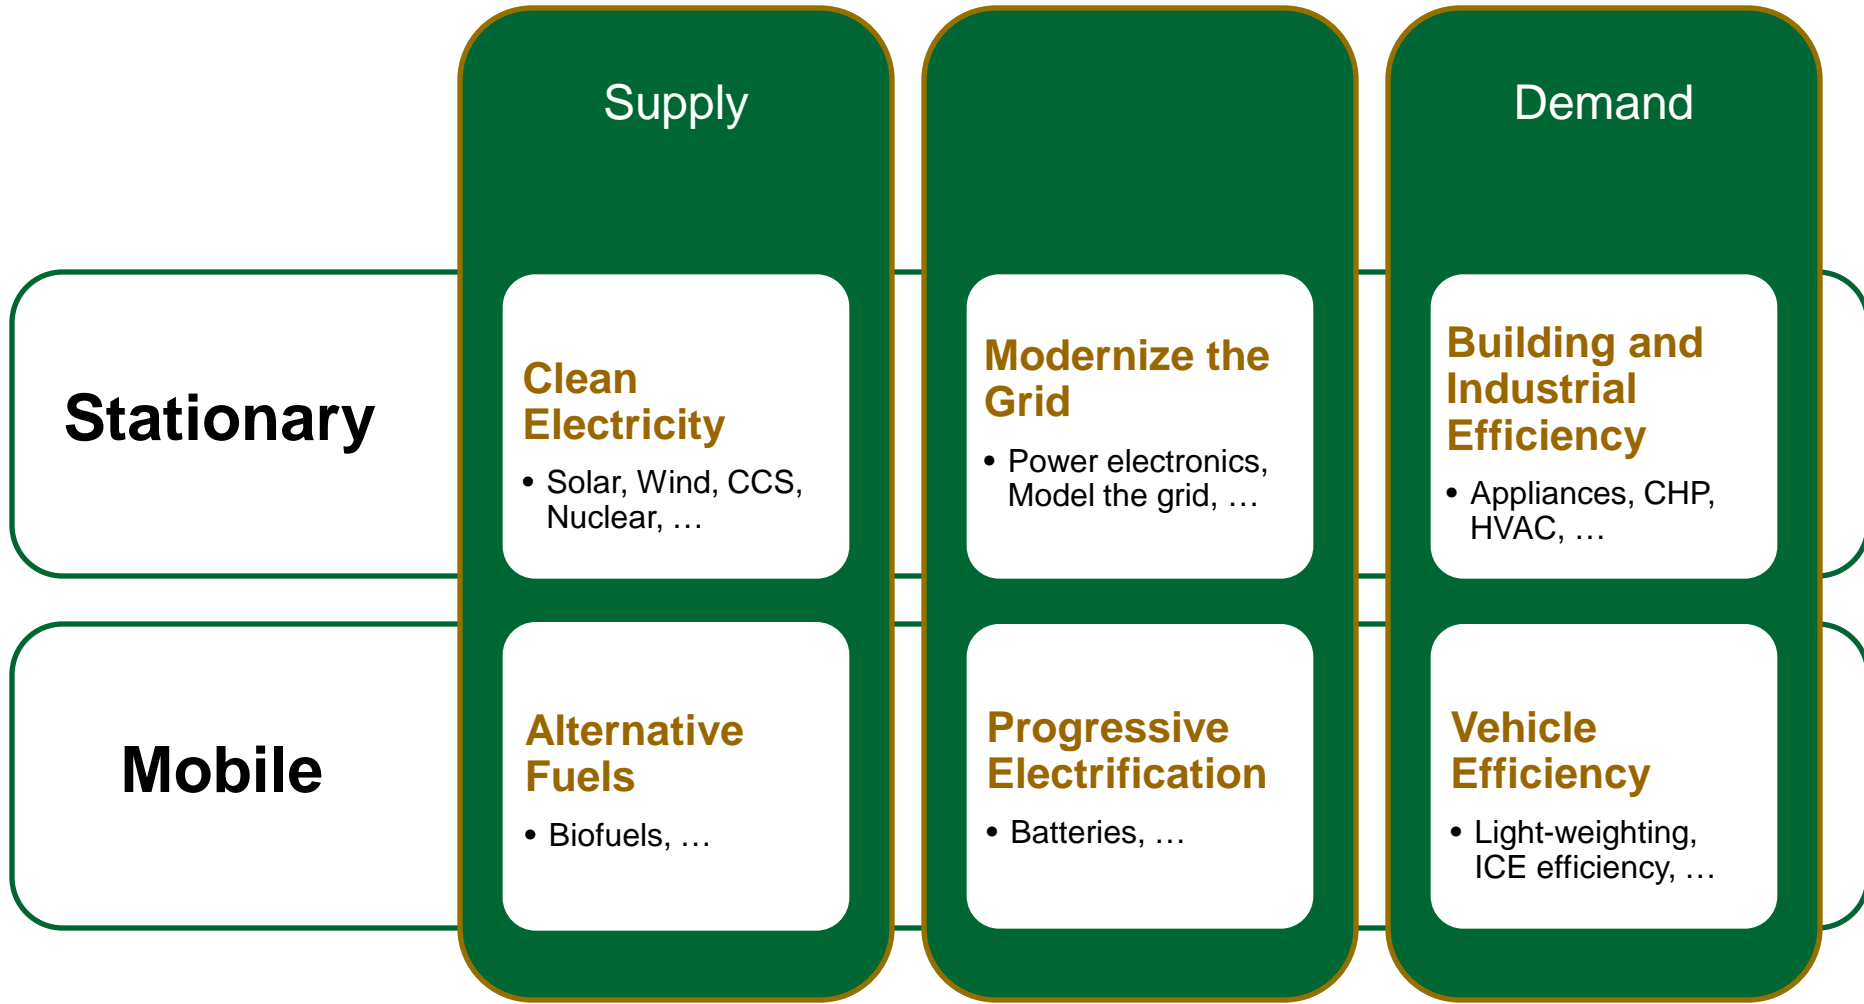 Supply
Demand
Stationary
Clean
Electricity
• Solar, Wind, CCS,
Nuclear, …
Modernize the
Grid
• Power electronics,
Model the grid, …
Building and
Industrial
Efficiency
• Appliances, CHP,
HVAC, …
Mobile
Alternative
Fuels
• Biofuels, …
Progressive
Electrification
• Batteries, …
Vehicle
Efficiency
• Light-weighting,
ICE efficiency, …